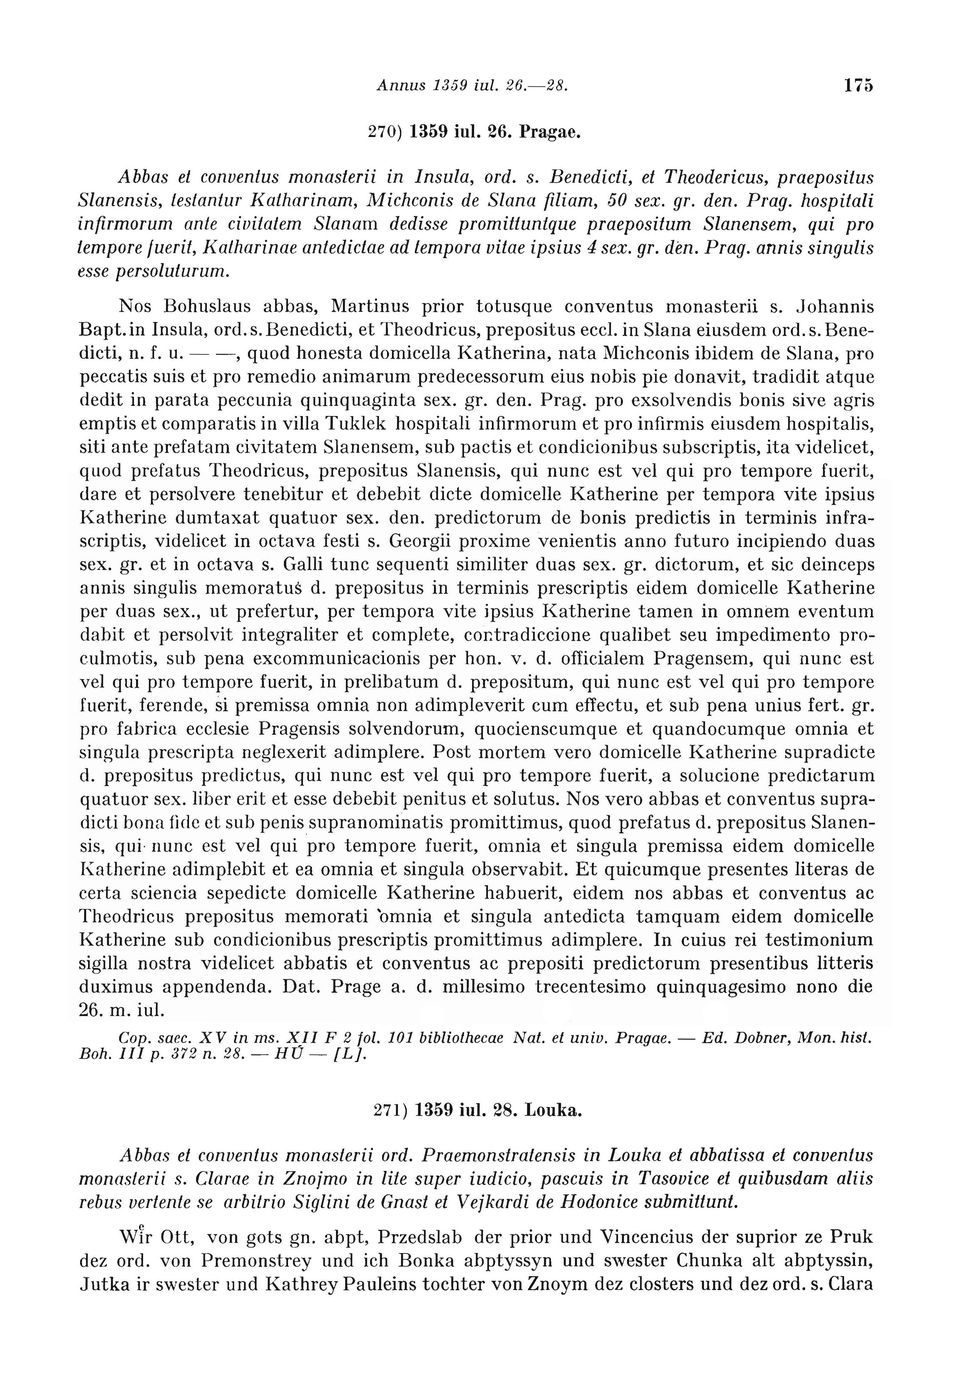 Annus 1359 iul. 26.—28. 175
270) 1359 iul. 26. Pragae.
Abbas et conventus monasterii in Insula, ord. s. Benedicti, et Theodericus, praepositus
Slanensis, testantur Katharinam, Michconis de Slana filiam, 50 sex. gr. den. Prag. hospitali
infirmorum ante civitatem Slanam dedisse promittuntque praepositum Slanensem, qui pro
tempore fuerit, Katharinae antedictae ad tempora vitae ipsius 4 sex. gr. den. Prag. annis singulis
esse persoluturum.
Nos Bohuslaus abbas, Martinus prior totusque conventus monasterii s. Johannis
Bapt. in Insula, ord. s. Benedicti, et Theodricus, prepositus eccl. in Slana eiusdem ord. s. Bene-
dicti, n. f. u. — —, quod honesta domicella Katherina, nata Michconis ibidem de Slana, pro
peccatis suis et pro remedio animarum predecessorum eius nobis pie donavit, tradidit atque
dedit in parata peccunia quinquaginta sex. gr. den. Prag. pro exsolvendis bonis sive agris
emptis et comparatis in villa Tuklek hospitali infirmorum et pro infirmis eiusdem hospitalis,
siti ante prefatam civitatem Slanensem, sub pactis et condicionibus subscriptis, ita videlicet,
quod prefatus Theodricus, prepositus Slanensis, qui nunc est vel qui pro tempore fuerit,
dare et persolvere tenebitur et debebit dicte domicelle Katherine per tempora vite ipsius
Katherine dumtaxat quatuor sex. den. predictorum de bonis predictis in terminis infra-
scriptis, videlicet in octava festi s. Georgii proxime venientis anno futuro incipiendo duas
sex. gr. et in octava s. Galli tunc sequenti similiter duas sex. gr. dictorum, et sic deinceps
annis singulis memoratus d. prepositus in terminis prescriptis eidem domicelle Katherine
per duas sex., ut prefertur, per tempora vite ipsius Katherine tamen in omnem eventum
dabit et persolvit integraliter et complete, contradiccione qualibet seu impedimento pro-
culmotis, sub pena excommunicacionis per hon. v. d. officialem Pragensem, qui nunc est
vel qui pro tempore fuerit, in prelibatum d. prepositum, qui nunc est vel qui pro tempore
fuerit, ferende, si premissa omnia non adimpleverit cum effectu, et sub pena unius fert. gr.
pro fabrica ecclesie Pragensis solvendorum, quocienscumque et quandocumque omnia et
singula prescripta neglexerit adimplere. Post mortem vero domicelle Katherine supradicte
d. prepositus predictus, qui nunc est vel qui pro tempore fuerit, a solucione predictarum
quatuor sex. liber erit et esse debebit penitus et solutus. Nos vero abbas et conventus supra-
dicti bona fide et sub penis supranominatis promittimus, quod prefatus d. prepositus Slanen-
sis, qui nunc est vel qui pro tempore fuerit, omnia et singula premissa eidem domicelle
Katherine adimplebit et ea omnia et singula observabit. Et quicumque presentes literas de
certa sciencia sepedicte domicelle Katherine habuerit, eidem nos abbas et conventus ac
Theodricus prepositus memorati omnia et singula antedicta tamquam eidem domicelle
Katherine sub condicionibus prescriptis promittimus adimplere. In cuius rei testimonium
sigilla nostra videlicet abbatis et conventus ac prepositi predictorum presentibus litteris
duximus appendenda. Dat. Prage a. d. millesimo trecentesimo quinquagesimo nono die
26. m. iul.
Cop. saec. XV in ms. XII F 2 fol. 101 bibliothecae Nat. et univ. Pragae. — Ed. Dobner, Mon. hist.
Boh. III p. 372 n. 28. — HÚ — [L].
271) 1359 iul. 28. Louka.
Abbas et conventus monasterii ord. Praemonstratensis in Louka et abbatissa et conventus
monasterii s. Clarae in Znojmo in lite super iudicio, pascuis in Tasovice et quibusdam aliis
rebus vertente se arbitrio Siglini de Gnast et Vejkardi de Hodonice submittunt.
Wiͤr Ott, von gots gn. abpt, Przedslab der prior und Vincencius der suprior ze Pruk
dez ord. von Premonstrey und ich Bonka abptyssyn und swester Chunka alt abptyssin,
Jutka ir swester und Kathrey Pauleins tochter von Znoym dez closters und dez ord. s. Clara